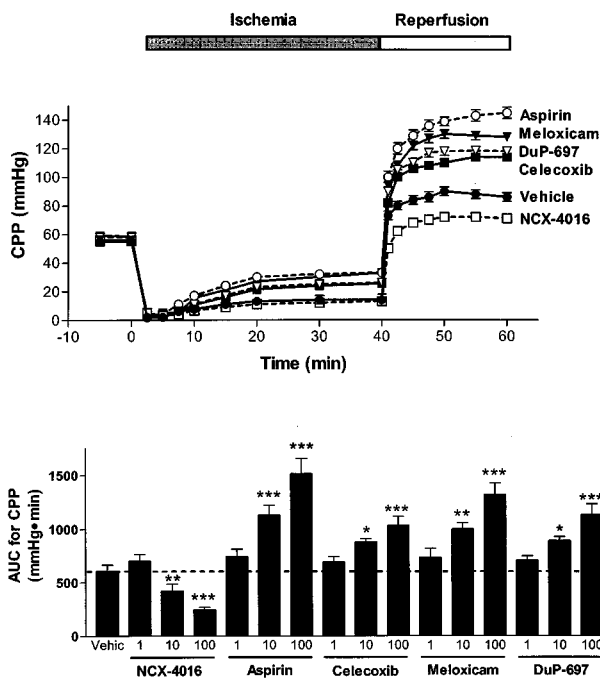 Ischemia Reperfusion
140
120
100
80
60
40
20
0
CPP (mmHg)
Aspirin
Meloxicam
DuP-697
Celecoxib
Vehicle
NCX-4016
-10 0 10 20 30 40 50 60
Time (min)
1500
1000
500
0
AUC for CPP
(mmHg•min)
** *** *** *** * *** ** *** * ***
Vehic 1 10 100 1 10 100 1 10 100 1 10 100 1 10 100
NCX-4016 Aspirin Celecoxib Meloxicam DuP-697